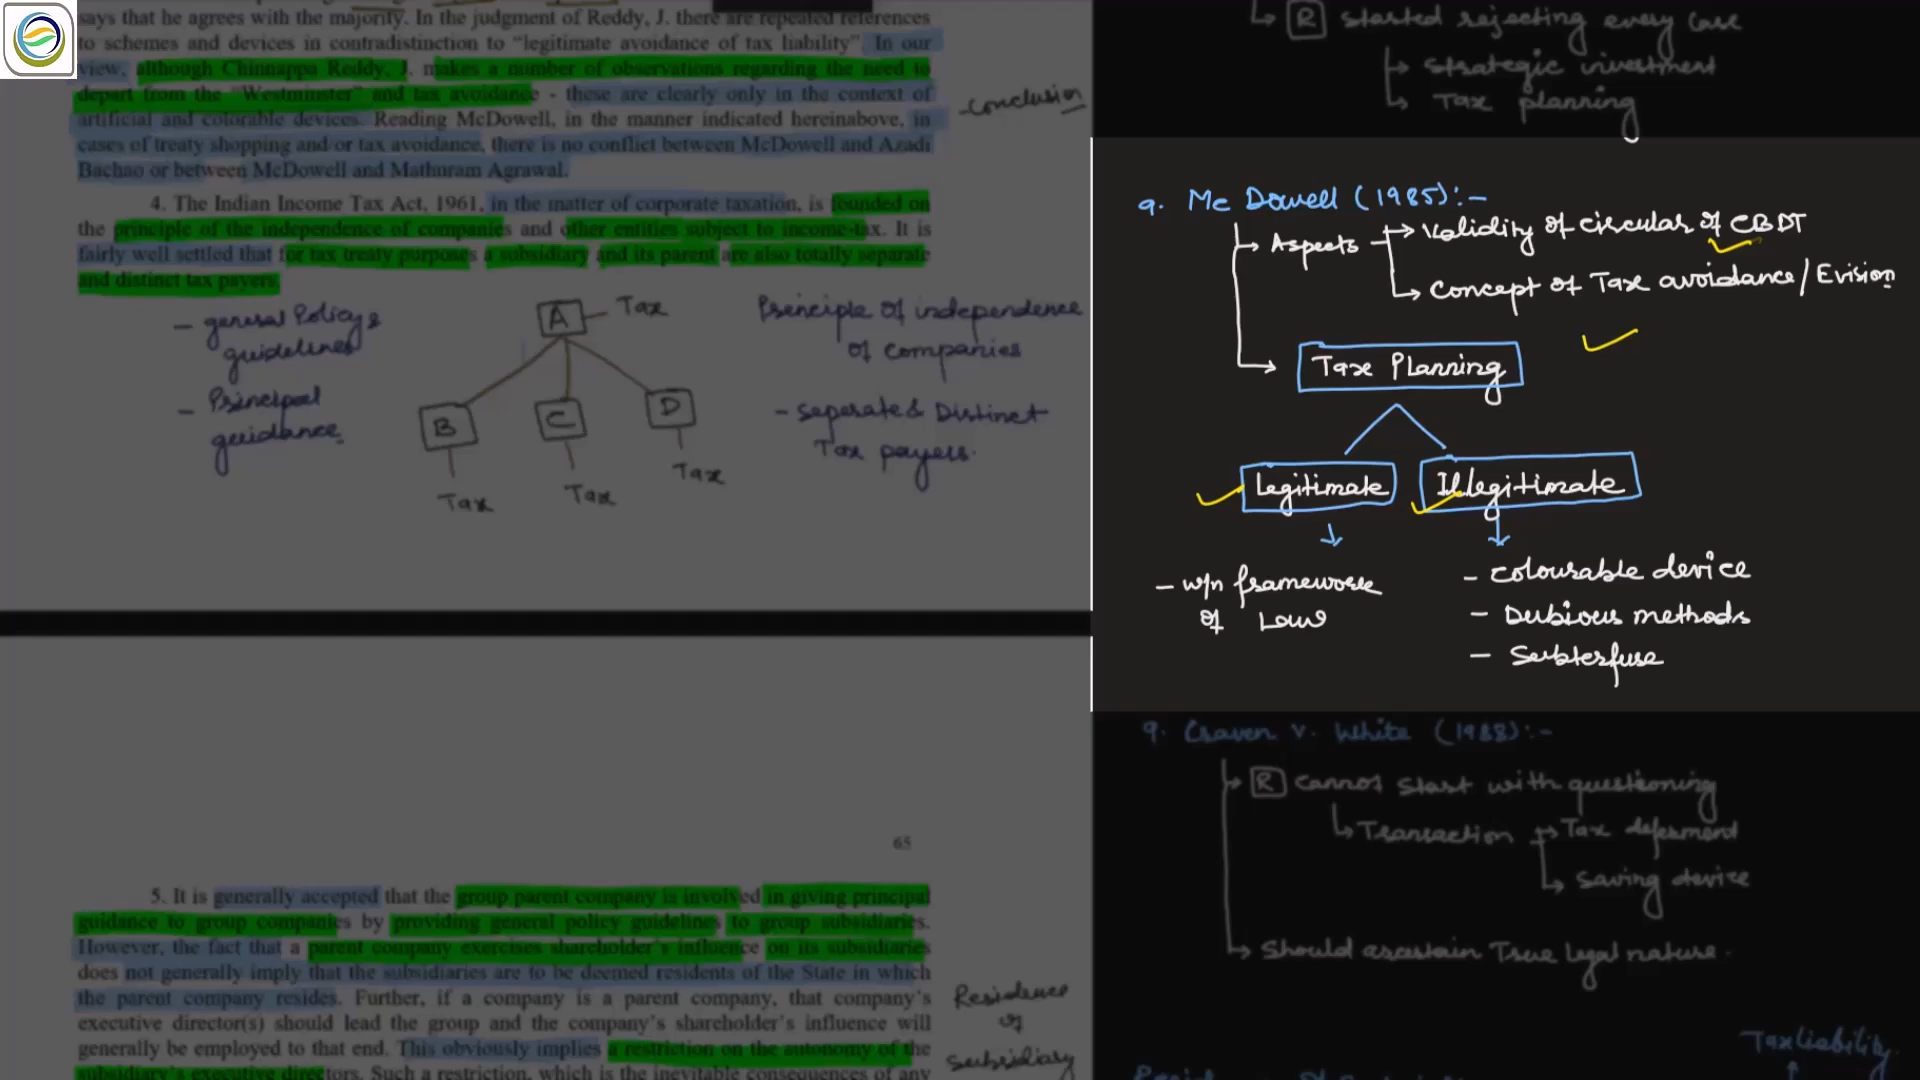 says that he agrees with the majority. In the judgment of Reddy, J. there are repeated references
to schemes and devices in contradistinction to “legitimate avoidance of tax liability”. In our
view, although Chinnappa Reddy, J. makes a number of observations regarding the need to
depart from the “Westminster” and tax avoidance - these are clearly only in the context of
artificial and colorable devices. Reading McDowell, in the manner indicated hereinabove, in
cases of treaty shopping and/or tax avoidance, there is no conflict between McDowell and Azadi
Bachao or between McDowell and Mathuram Agrawal.
- Conclusion
4. The Indian Income Tax Act, 1961, in the matter of corporate taxation, is founded on
the principle of the independence of companies and other entities subject to income-tax. It is
fairly well settled that for tax treaty purposes a subsidiary and its parent are also totally separate
and distinct tax payers.
- general Policy &
guidelines
- Principal
guidance.
A - Tax
B C D
Tax Tax Tax
Principle of independence
of companies
- seperate & Distinct
Tax payers.
65
5. It is generally accepted that the group parent company is involved in giving principal
guidance to group companies by providing general policy guidelines to group subsidiaries.
However, the fact that a parent company exercises shareholder’s influence on its subsidiaries
does not generally imply that the subsidiaries are to be deemed residents of the State in which
the parent company resides. Further, if a company is a parent company, that company’s
executive director(s) should lead the group and the company’s shareholder’s influence will
generally be employed to that end. This obviously implies a restriction on the autonomy of the
subsidiary’s executive directors. Such a restriction, which is the inevitable consequences of any
Residence
of
subsidiary
R started rejecting every case
strategic investment
Tax planning
9. Mc Dowell (1985):-
Aspects
Validity of circular of CBDT
Concept of Tax avoidance/Evision
Tax Planning
Legitimate Illegitimate
- w/n framework
of Law
- Colourable device
- Dubious methods
- Subterfuse
9. Craven v. White (1988):-
R cannot start with questioning
Transaction
Tax deferment
Saving device
Should ascertain True legal nature.
Tax liability